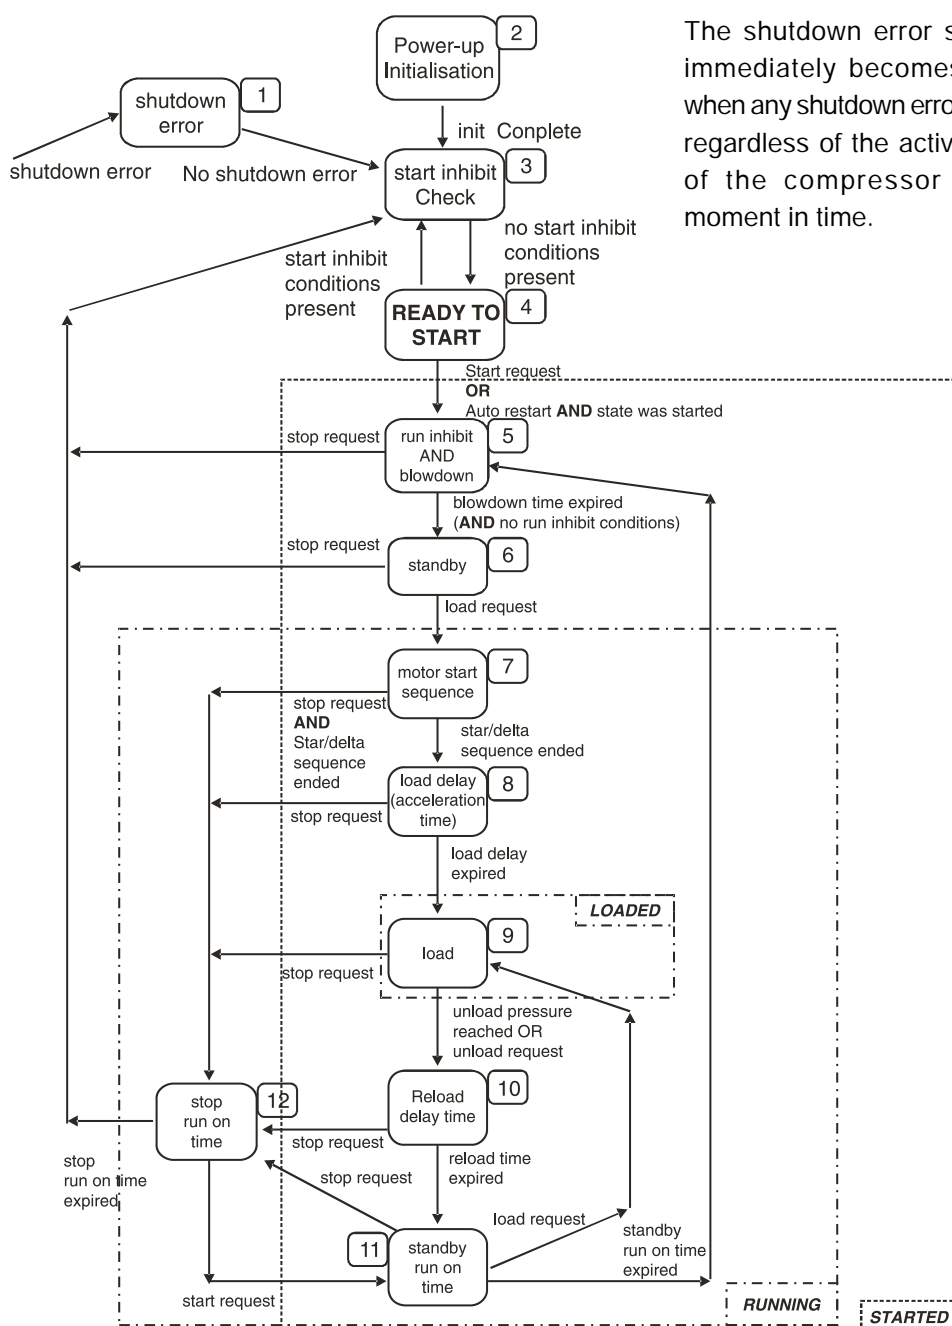 The shutdown error s
immediately becomes
when any shutdown erro
regardless of the activ
of the compressor
moment in time.
2
Power-up
Initialisation
1
shutdown
error
init Conplete
shutdown error
No shutdown error
3
start inhibit
Check
start inhibit
conditions
present
no start inhibit
conditions
present
4
READY TO
START
Start request
OR
Auto restart AND state was started
stop request
5
run inhibit
AND
blowdown
blowdown time expired
(AND no run inhibit conditions)
stop request
6
standby
load request
7
motor start
sequence
stop request
AND
Star/delta
sequence
ended
star/delta
sequence ended
8
load delay
(acceleration
time)
stop request
load delay
expired
LOADED
9
load
stop request
unload pressure
reached OR
unload request
10
Reload
delay time
12
stop
run on
time
stop request
reload time
expired
stop request
stop
run on time
expired
load request
standby
run on time
expired
11
standby
run on
time
start request
RUNNING
STARTED